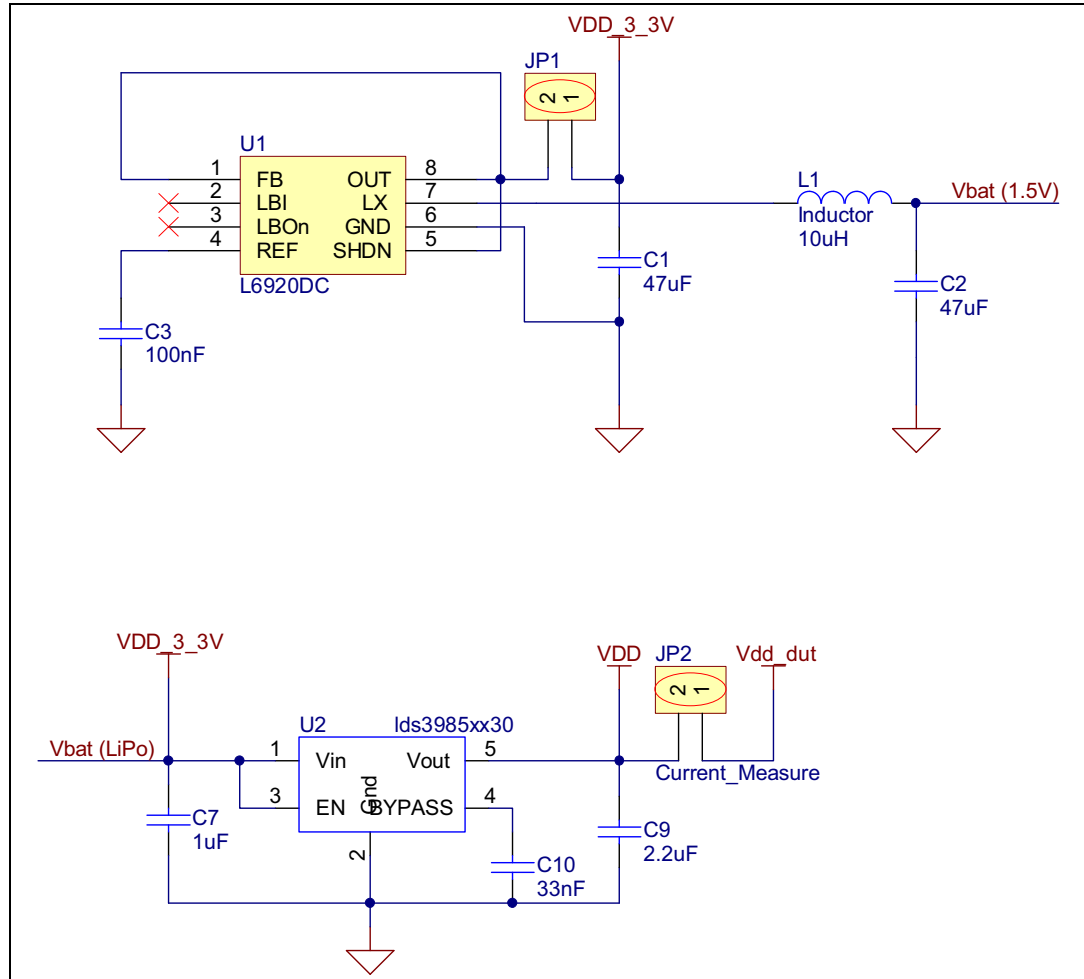 VDD_3_3V
JP1
2
1
U1
1
FB
OUT
8
2
LBI
LX
7
3
LBOn
GND
6
4
REF
SHDN
5
L6920DC
L1
Inductor
10uH
Vbat (1.5V)
C1
47uF
C2
47uF
C3
100nF
VDD_3_3V
VDD
JP2
2
1
Vdd_dut
U2
lds3985xx30
Vbat (LiPo)
1
Vin
Vout
5
Current_Measure
3
EN
Gnd
BYPASS
4
2
C7
1uF
C9
2.2uF
C10
33nF